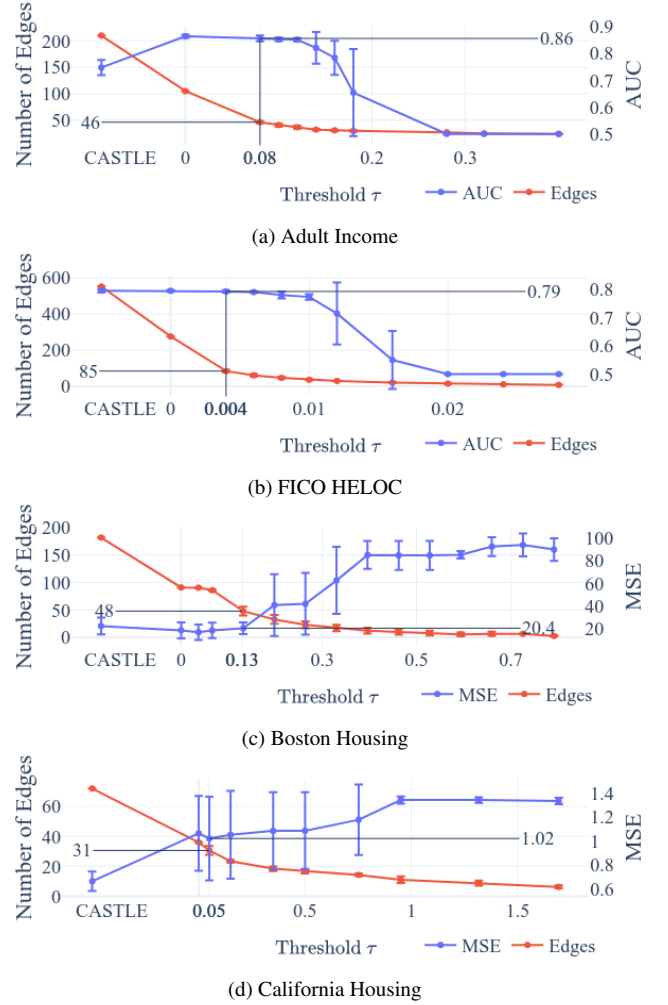 Number of Edges
200
150
100
50
46
0.86
0.9
0.8
0.7
0.6
0.5
AUC
CASTLE 0 0.08 0.2 0.3
Threshold τ
AUC Edges
(a) Adult Income
Number of Edges
600
400
200
0
85
0.79
0.8
0.7
0.6
0.5
AUC
CASTLE 0 0.004 0.01 0.02
Threshold τ
AUC Edges
(b) FICO HELOC
Number of Edges
200
150
100
50
0
48
20.4
100
80
60
40
20
MSE
CASTLE 0 0.13 0.3 0.5 0.7
Threshold τ
MSE Edges
(c) Boston Housing
Number of Edges
60
40
20
0
31
1.02
1.4
1.2
1
0.8
0.6
MSE
CASTLE 0.05 0.5 1 1.5
Threshold τ
MSE Edges
(d) California Housing